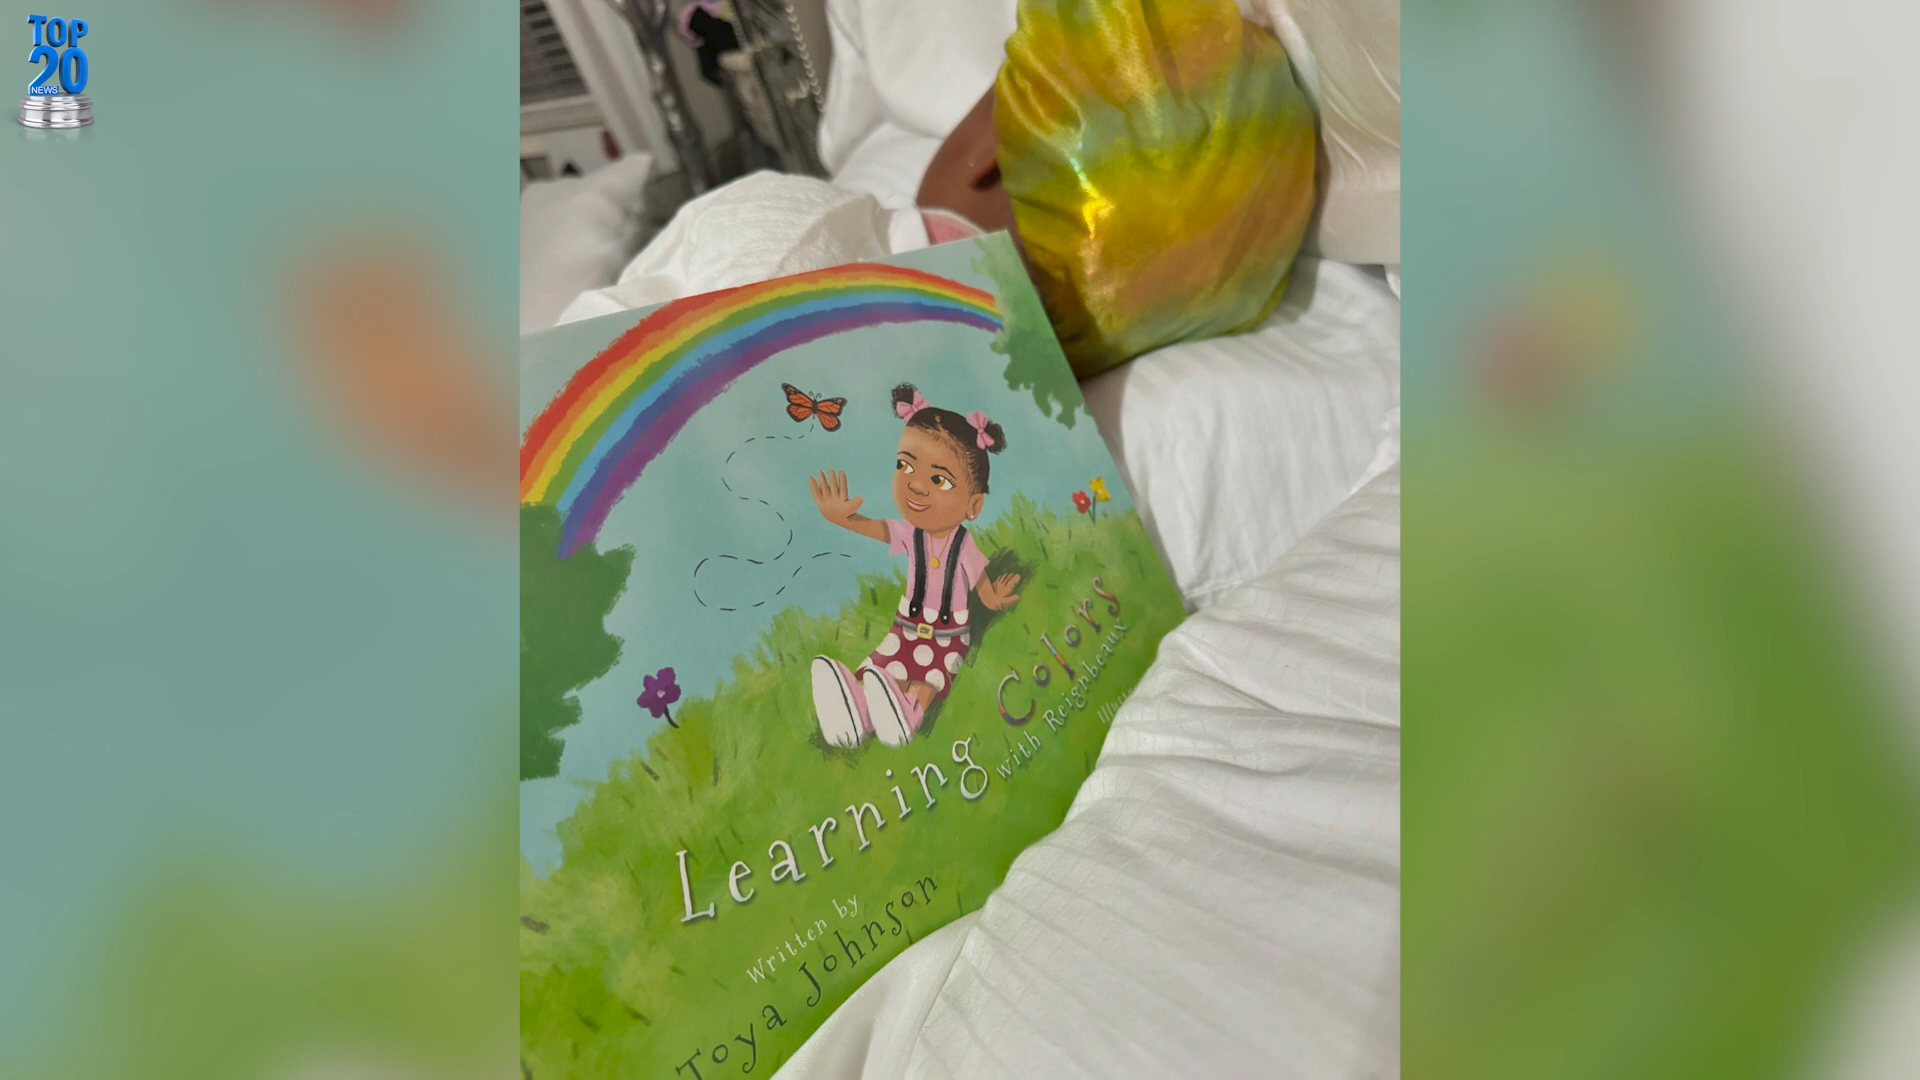 TOP
20
NEWS
Learning Colors
with Reignbeaux
Written by
Toya Johnson